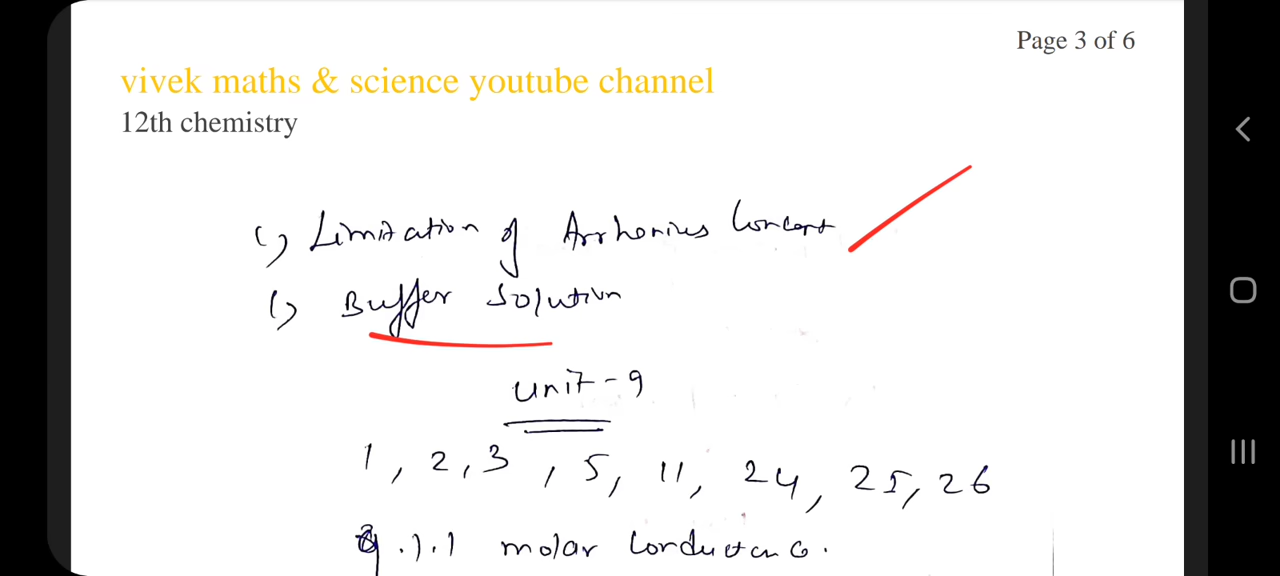 Page 3 of 6
vivek maths & science youtube channel
12th chemistry
() Limitation of Arrhenius Concept
() Buffer Solution
Unit - 9
1, 2, 3, 5, 11, 24, 25, 26
9.1.1 molar Conductance.